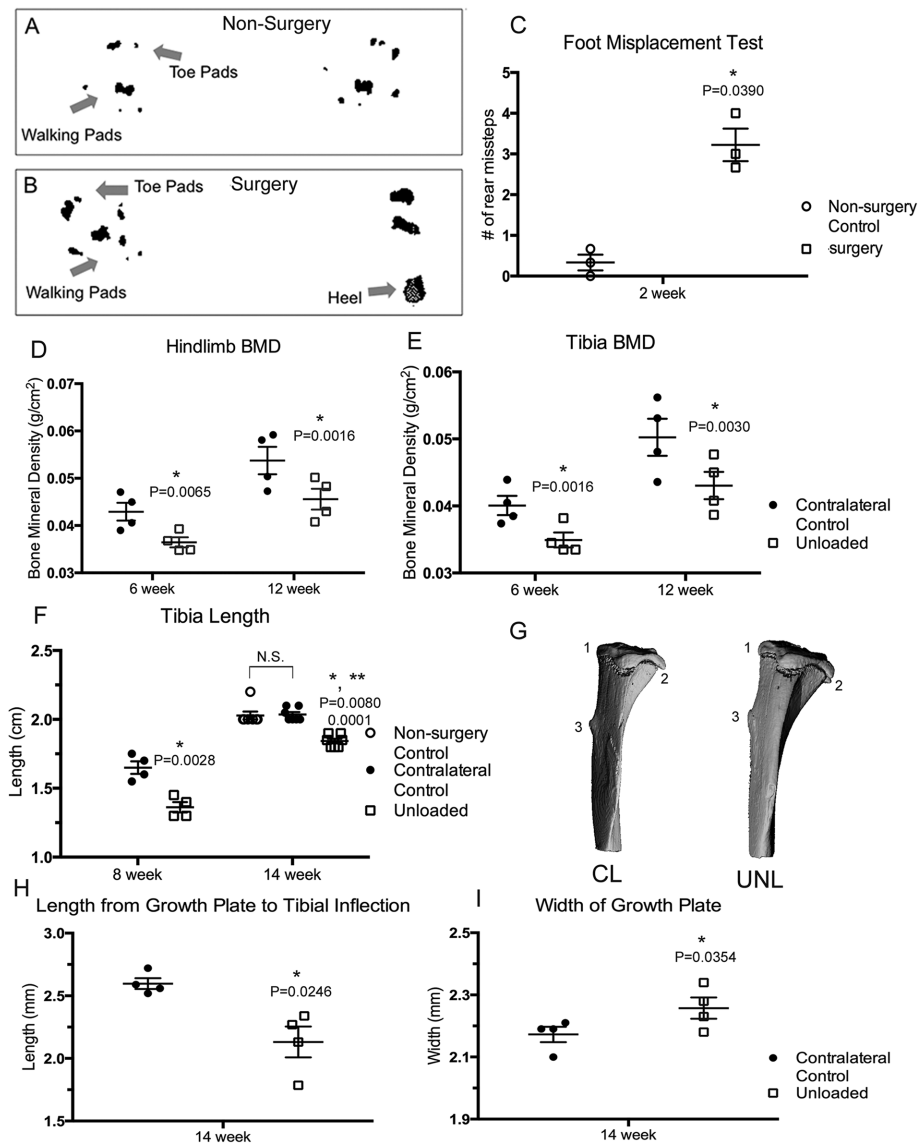 A
Non-Surgery
Toe Pads
Walking Pads
B
Surgery
Toe Pads
Walking Pads
Heel
C
Foot Misplacement Test
# of rear missteps
5
4
3
2
1
0
*
P=0.0390
2 week
Non-surgery
Control
surgery
D
Hindlimb BMD
Bone Mineral Density (g/cm²)
0.07
0.06
0.05
0.04
0.03
*
P=0.0065
*
P=0.0016
6 week
12 week
E
Tibia BMD
Bone Mineral Density (g/cm²)
0.06
0.05
0.04
0.03
*
P=0.0016
*
P=0.0030
6 week
12 week
Contralateral
Control
Unloaded
F
Tibia Length
Length (cm)
2.5
2.0
1.5
1.0
*
P=0.0028
N.S.
*, **
P=0.0080
0.0001
8 week
14 week
Non-surgery
Control
Contralateral
Control
Unloaded
G
1
2
3
CL
1
2
3
UNL
H
Length from Growth Plate to Tibial Inflection
Length (mm)
3.0
2.5
2.0
1.5
*
P=0.0246
14 week
I
Width of Growth Plate
Width (mm)
2.5
2.3
2.1
1.9
*
P=0.0354
14 week
Contralateral
Control
Unloaded